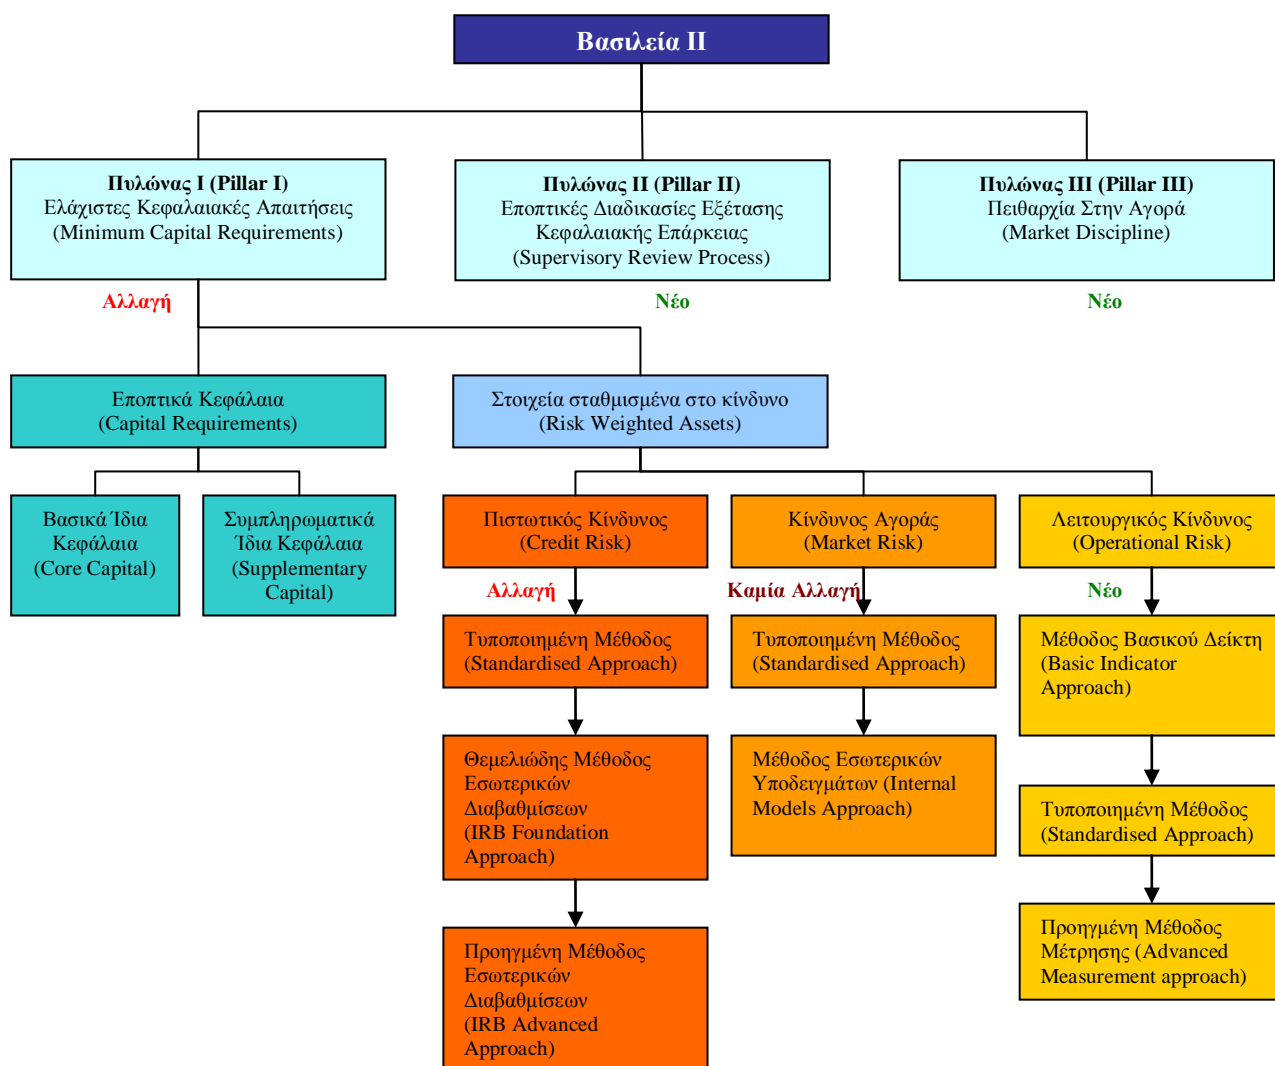 Βασιλεία ΙΙ
Πυλώνας Ι (Pillar I)
Ελάχιστες Κεφαλαιακές Απαιτήσεις
(Minimum Capital Requirements)
Πυλώνας ΙΙ (Pillar II)
Εποπτικές Διαδικασίες Εξέτασης
Κεφαλαιακής Επάρκειας
(Supervisory Review Process)
Πυλώνας ΙΙΙ (Pillar III)
Πειθαρχία Στην Αγορά
(Market Discipline)
Αλλαγή
Νέο
Νέο
Εποπτικά Κεφάλαια
(Capital Requirements)
Στοιχεία σταθμισμένα στο κίνδυνο
(Risk Weighted Assets)
Βασικά Ίδια
Κεφάλαια
(Core Capital)
Συμπληρωματικά
Ίδια Κεφάλαια
(Supplementary
Capital)
Πιστωτικός Κίνδυνος
(Credit Risk)
Κίνδυνος Αγοράς
(Market Risk)
Λειτουργικός Κίνδυνος
(Operational Risk)
Αλλαγή
Καμία Αλλαγή
Νέο
Τυποποιημένη Μέθοδος
(Standardised Approach)
Τυποποιημένη Μέθοδος
(Standardised Approach)
Μέθοδος Βασικού Δείκτη
(Basic Indicator
Approach)
Θεμελιώδης Μέθοδος
Εσωτερικών
Διαβαθμίσεων
(IRB Foundation
Approach)
Μέθοδος Εσωτερικών
Υποδειγμάτων (Internal
Models Approach)
Τυποποιημένη Μέθοδος
(Standardised Approach)
Προηγμένη Μέθοδος
Εσωτερικών
Διαβαθμίσεων
(IRB Advanced
Approach)
Προηγμένη Μέθοδος
Μέτρησης (Advanced
Measurement approach)